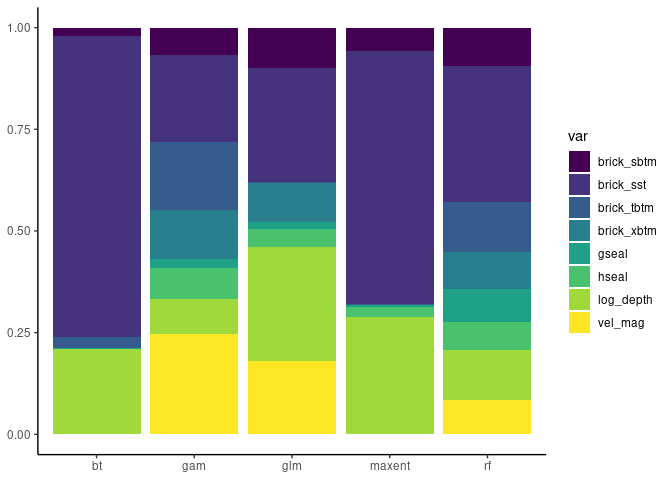 1.00
0.75
0.50
0.25
0.00
bt gam glm maxent rf
var
brick_sbtm
brick_sst
brick_tbtm
brick_xbtm
gseal
hseal
log_depth
vel_mag